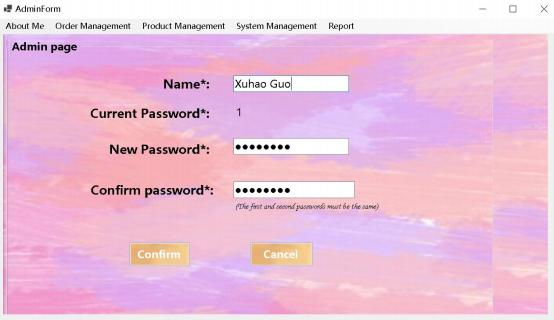 AdminForm
About Me Order Management Product Management System Management Report
Admin page
Name*: Xuhao Guo
Current Password*: 1
New Password*: ●●●●●●●●
Confirm password*: ●●●●●●●●
(The first and second passwords must be the same)
Confirm Cancel